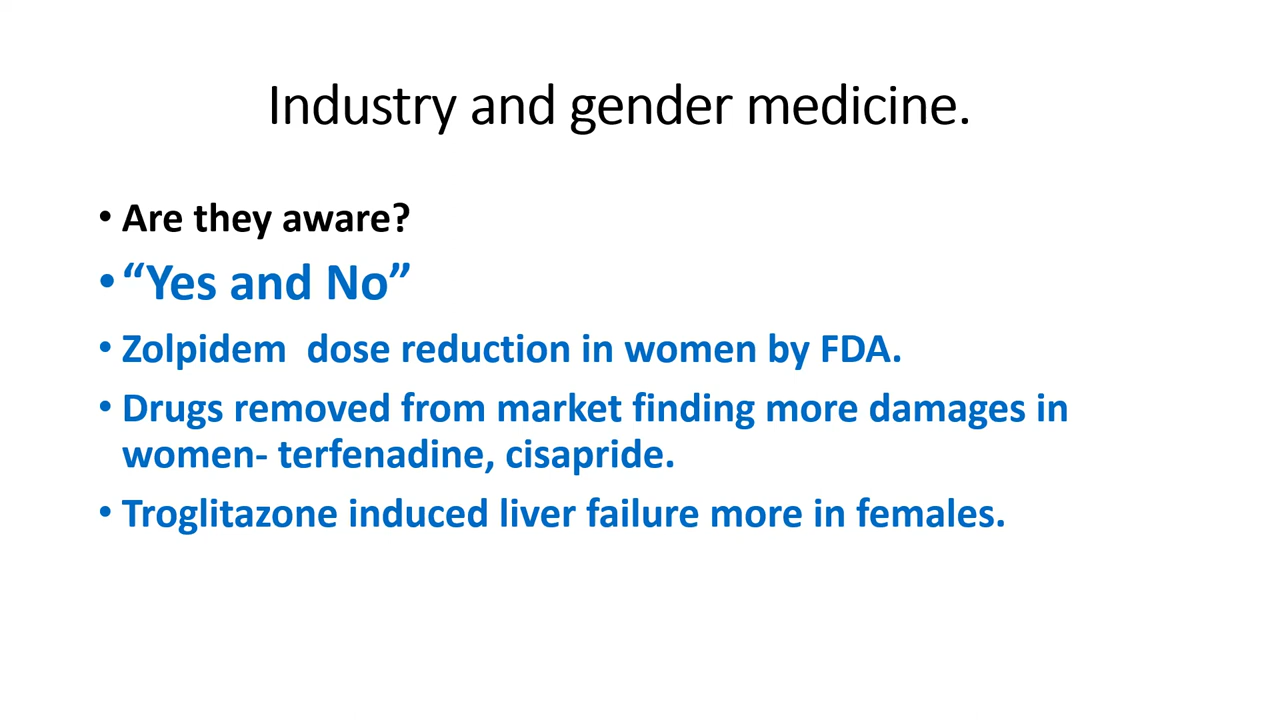 Industry and gender medicine.
• Are they aware?
• “Yes and No”
• Zolpidem  dose reduction in women by FDA.
• Drugs removed from market finding more damages in
women- terfenadine, cisapride.
• Troglitazone induced liver failure more in females.